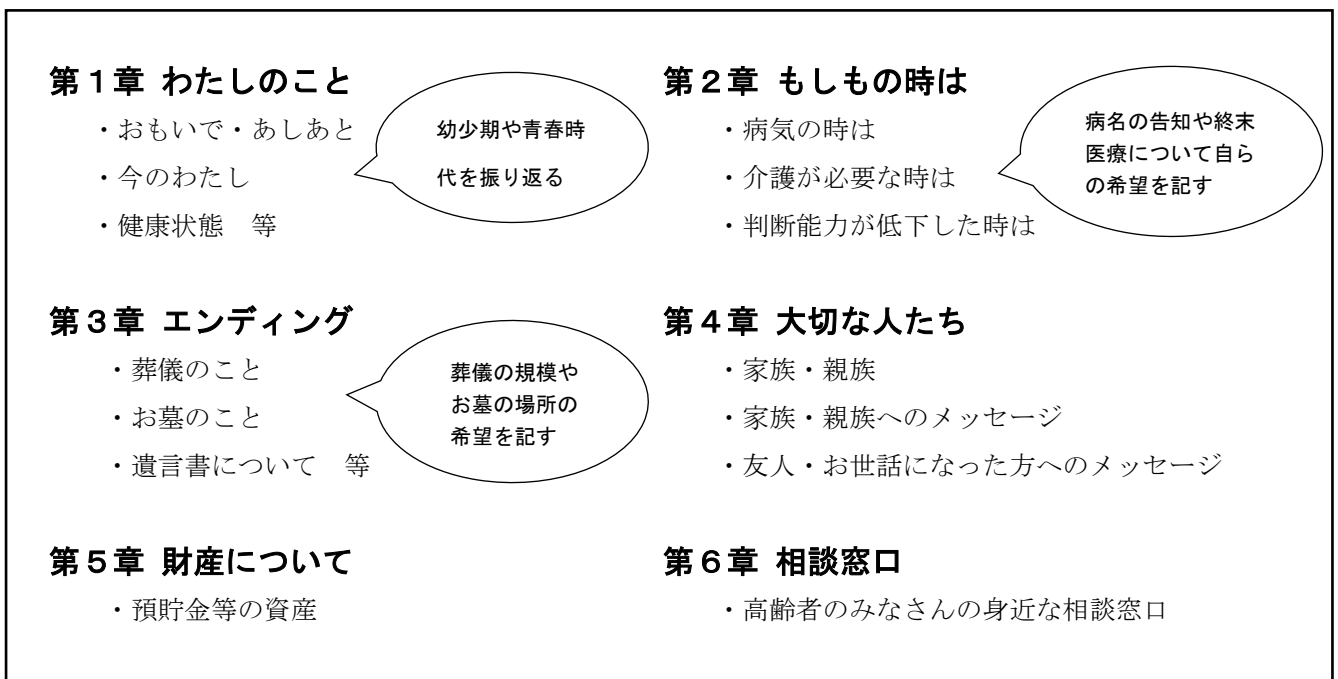 第1章 わたしのこと
・おもいで・あしあと
・今のわたし
・健康状態　等
幼少期や青春時
代を振り返る
第2章 もしもの時は
・病気の時は
・介護が必要な時は
・判断能力が低下した時は
病名の告知や終末
医療について自ら
の希望を記す
第3章 エンディング
・葬儀のこと
・お墓のこと
・遺言書について　等
葬儀の規模や
お墓の場所の
希望を記す
第4章 大切な人たち
・家族・親族
・家族・親族へのメッセージ
・友人・お世話になった方へのメッセージ
第5章 財産について
・預貯金等の資産
第6章 相談窓口
・高齢者のみなさんの身近な相談窓口